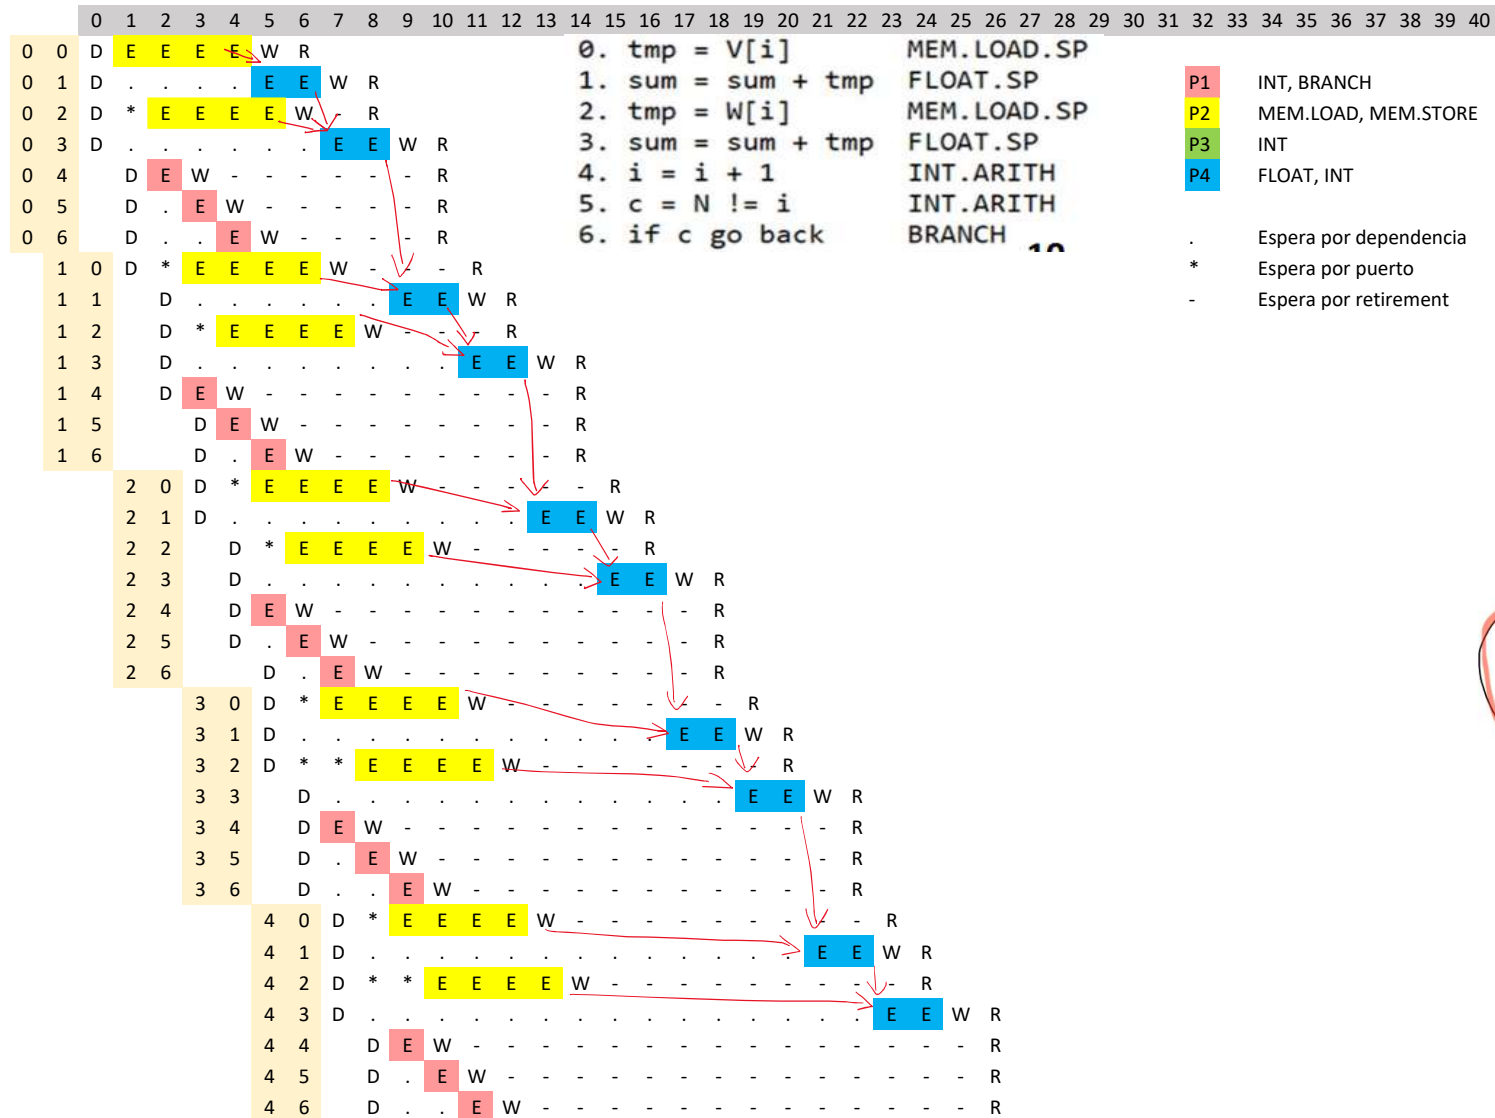 0 1 2 3 4 5 6 7 8 9 10 11 12 13 14 15 16 17 18 19 20 21 22 23 24 25 26 27 28 29 30 31 32 33 34 35 36 37 38 39 40
0 0 D E E E E W R
0 1 D . . . . E E W R
0 2 D * E E E E W - R
0 3 D . . . . . . E E W R
0 4 D E W - - - - - - R
0 5 D . E W - - - - - R
0 6 D . . E W - - - - R
1 0 D * E E E E W - - - R
1 1 D . . . . . . E E W R
1 2 D * E E E E W - - - R
1 3 D . . . . . . . . E E W R
1 4 D E W - - - - - - - - - R
1 5 D E W - - - - - - - - R
1 6 D . E W - - - - - - - R
2 0 D * E E E E W - - - - - R
2 1 D . . . . . . . . . E E W R
2 2 D * E E E E W - - - - - R
2 3 D . . . . . . . . . . E E W R
2 4 D E W - - - - - - - - - - - R
2 5 D . E W - - - - - - - - - - R
2 6 D . E W - - - - - - - - - R
3 0 D * E E E E W - - - - - - - R
3 1 D . . . . . . . . . . . E E W R
3 2 D * * E E E E W - - - - - - - R
3 3 D . . . . . . . . . . . . E E W R
3 4 D E W - - - - - - - - - - - - - R
3 5 D . E W - - - - - - - - - - - - R
3 6 D . . E W - - - - - - - - - - - R
4 0 D * E E E E W - - - - - - - - - R
4 1 D . . . . . . . . . . . . . E E W R
4 2 D * * E E E E W - - - - - - - - - R
4 3 D . . . . . . . . . . . . . . . E E W R
4 4 D E W - - - - - - - - - - - - - - - R
4 5 D . E W - - - - - - - - - - - - - - R
4 6 D . . E W - - - - - - - - - - - - - R
0. tmp = V[i] MEM.LOAD.SP
1. sum = sum + tmp FLOAT.SP
2. tmp = W[i] MEM.LOAD.SP
3. sum = sum + tmp FLOAT.SP
4. i = i + 1 INT.ARITH
5. c = N != i INT.ARITH
6. if c go back BRANCH
P1 INT, BRANCH
P2 MEM.LOAD, MEM.STORE
P3 INT
P4 FLOAT, INT
. Espera por dependencia
* Espera por puerto
- Espera por retirement